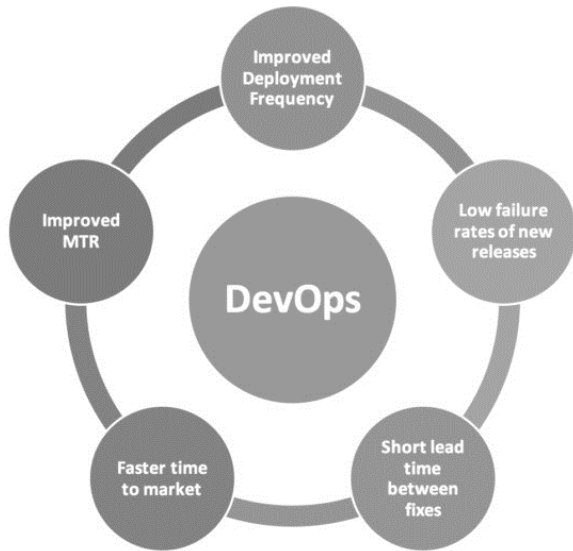 Improved
Deployment
Frequency
Low failure
rates of new
releases
Short lead
time
between
fixes
Faster time
to market
Improved
MTR
DevOps